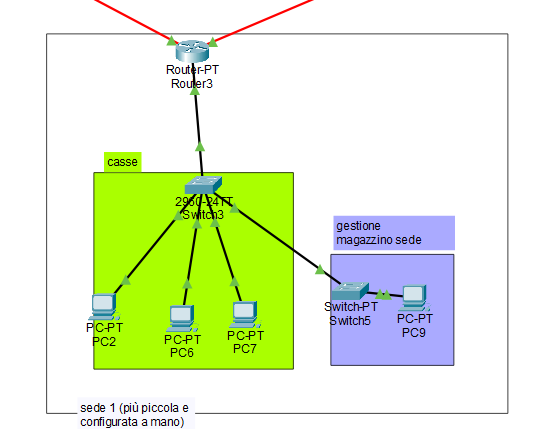 Router-PT
Router3
casse
2960-24TT
Switch3
gestione
magazzino sede
Switch-PT
Switch5
PC-PT
PC9
PC-PT
PC2
PC-PT
PC6
PC-PT
PC7
sede 1 (più piccola e
configurata a mano)